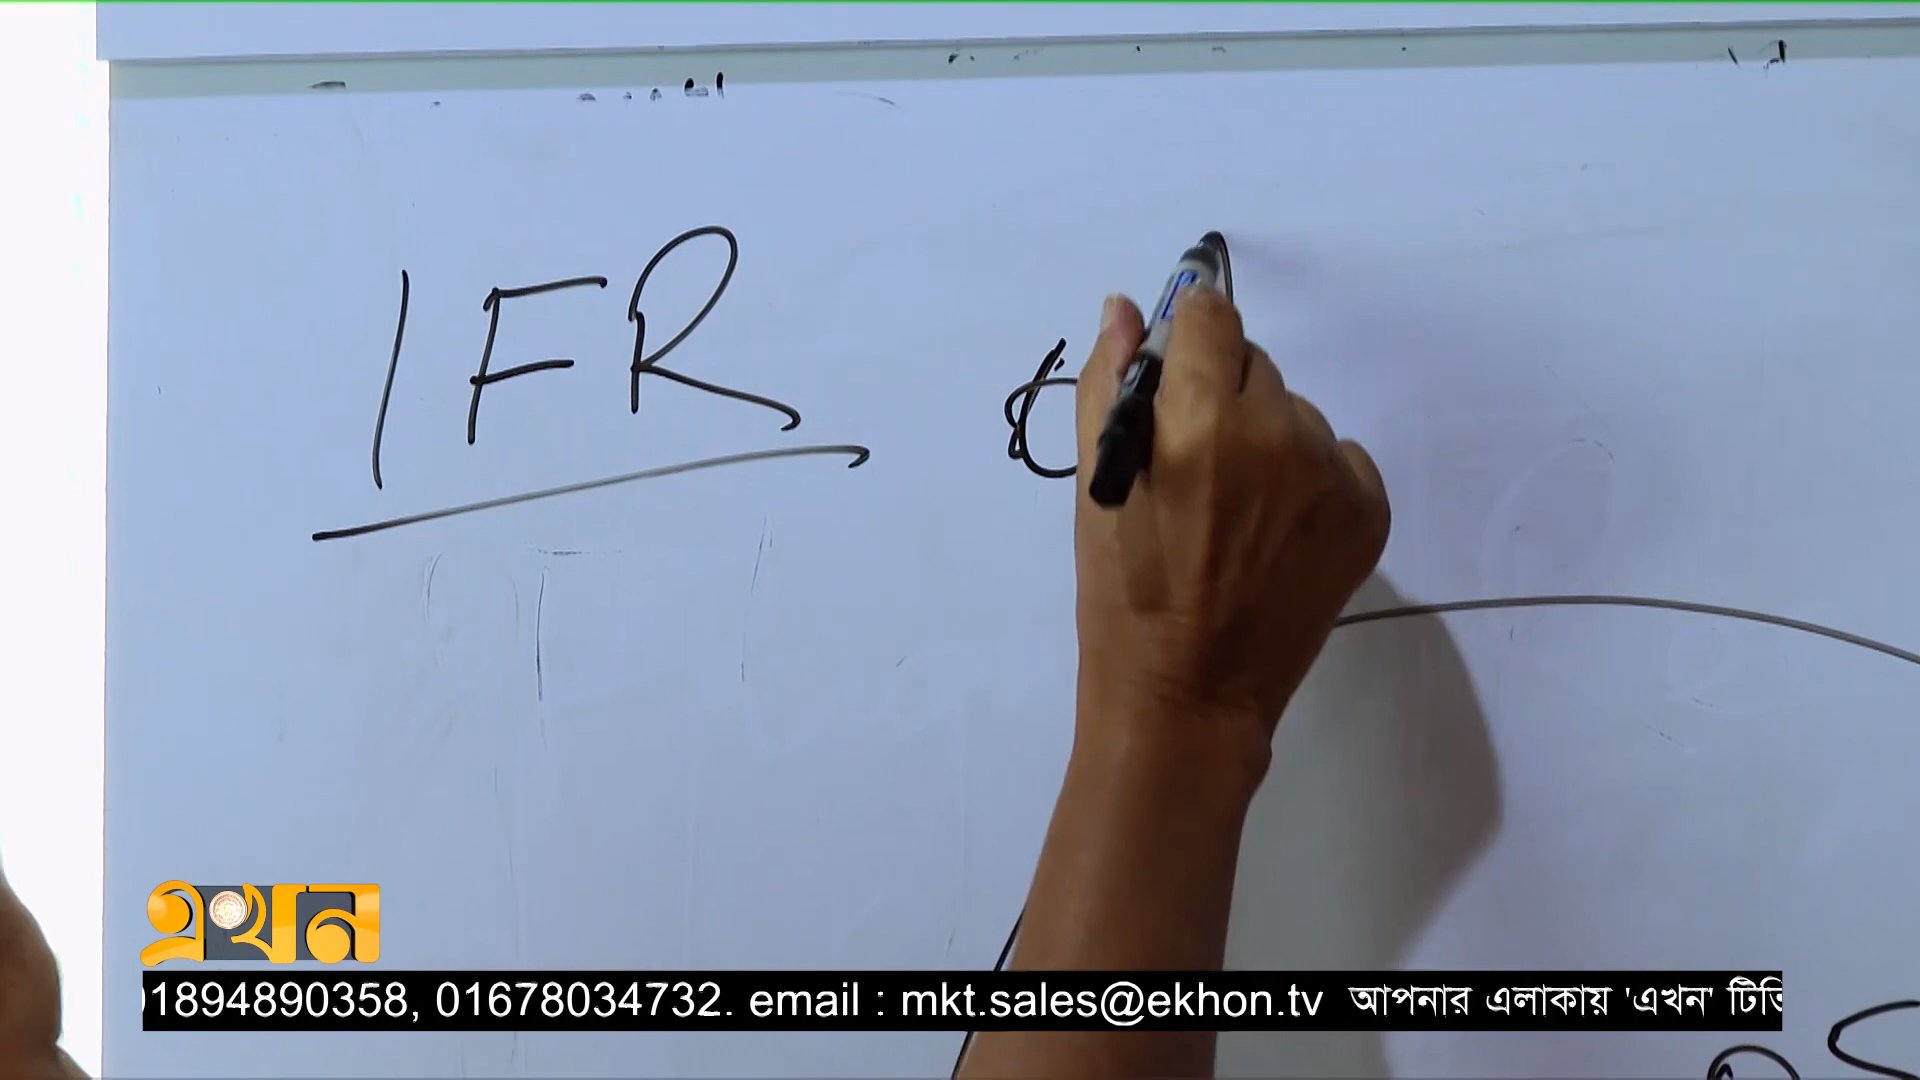 IFR
এখন
01894890358, 01678034732. email : mkt.sales@ekhon.tv আপনার এলাকায় 'এখন' টিভি